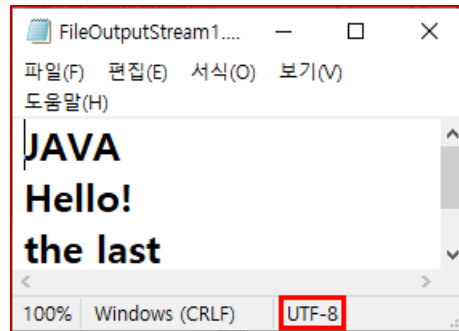 FileOutputStream1....
파일(F) 편집(E) 서식(O) 보기(V)
도움말(H)
JAVA
Hello!
the last
100% Windows (CRLF) UTF-8